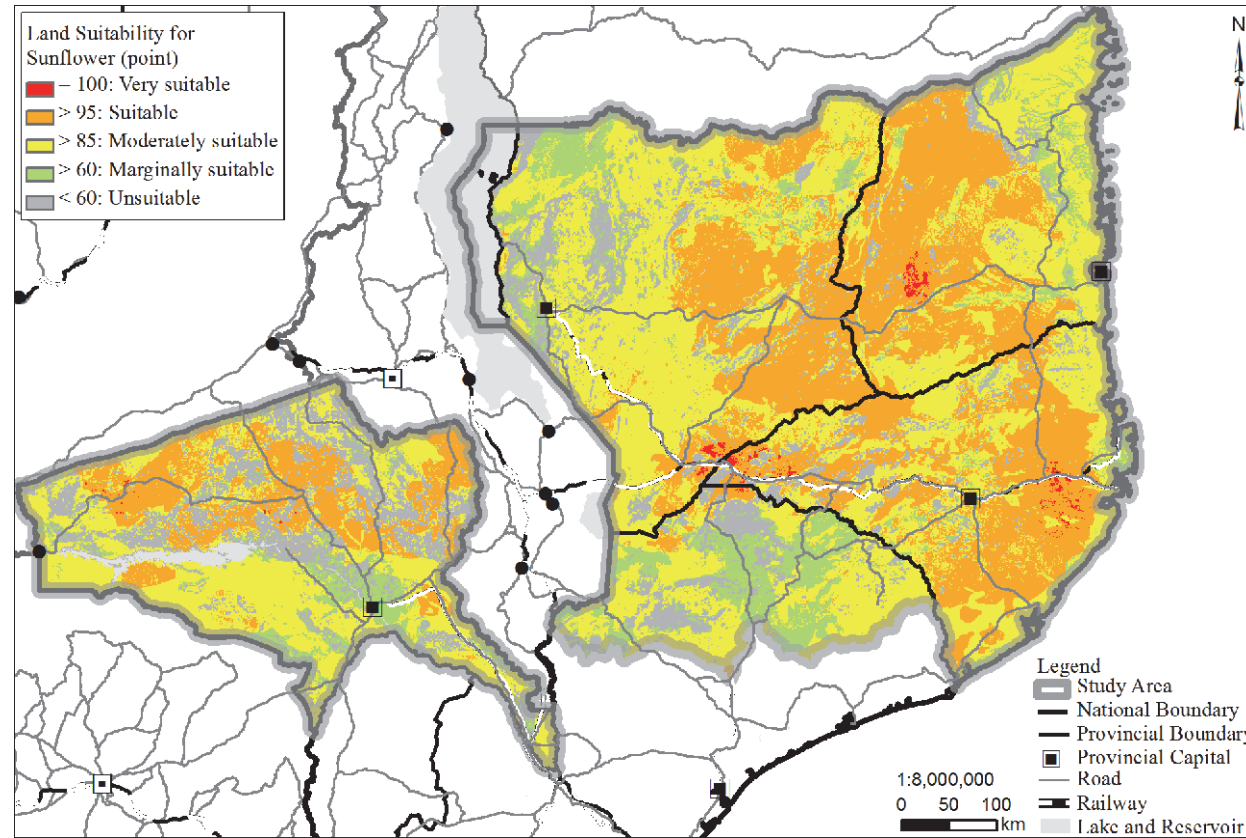 Land Suitability for
Sunflower (point)
– 100: Very suitable
> 95: Suitable
> 85: Moderately suitable
> 60: Marginally suitable
< 60: Unsuitable
N
Legend
Study Area
National Boundary
Provincial Boundary
Provincial Capital
Road
Railway
Lake and Reservoir
1:8,000,000
0 50 100
km